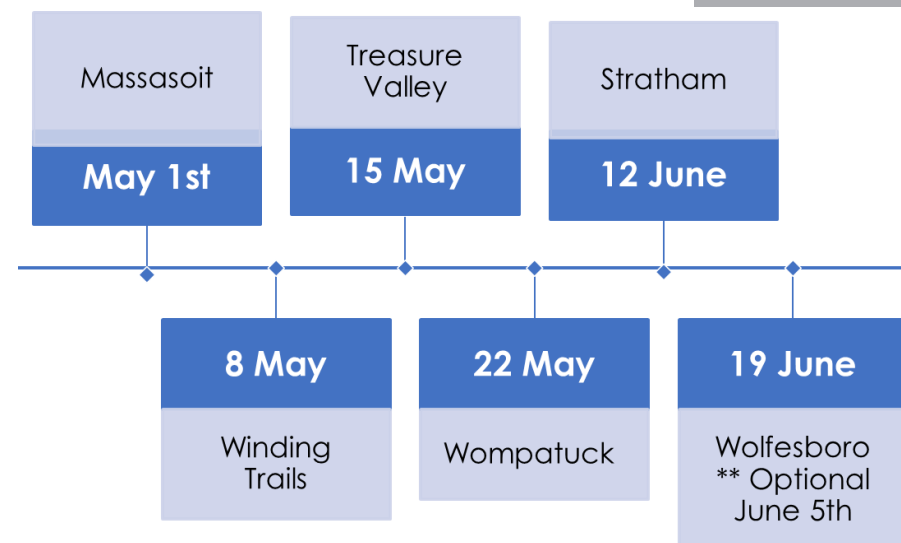 Massasoit
May 1st
Treasure
Valley
15 May
Stratham
12 June
8 May
Winding
Trails
22 May
Wompatuck
19 June
Wolfesboro
** Optional
June 5th